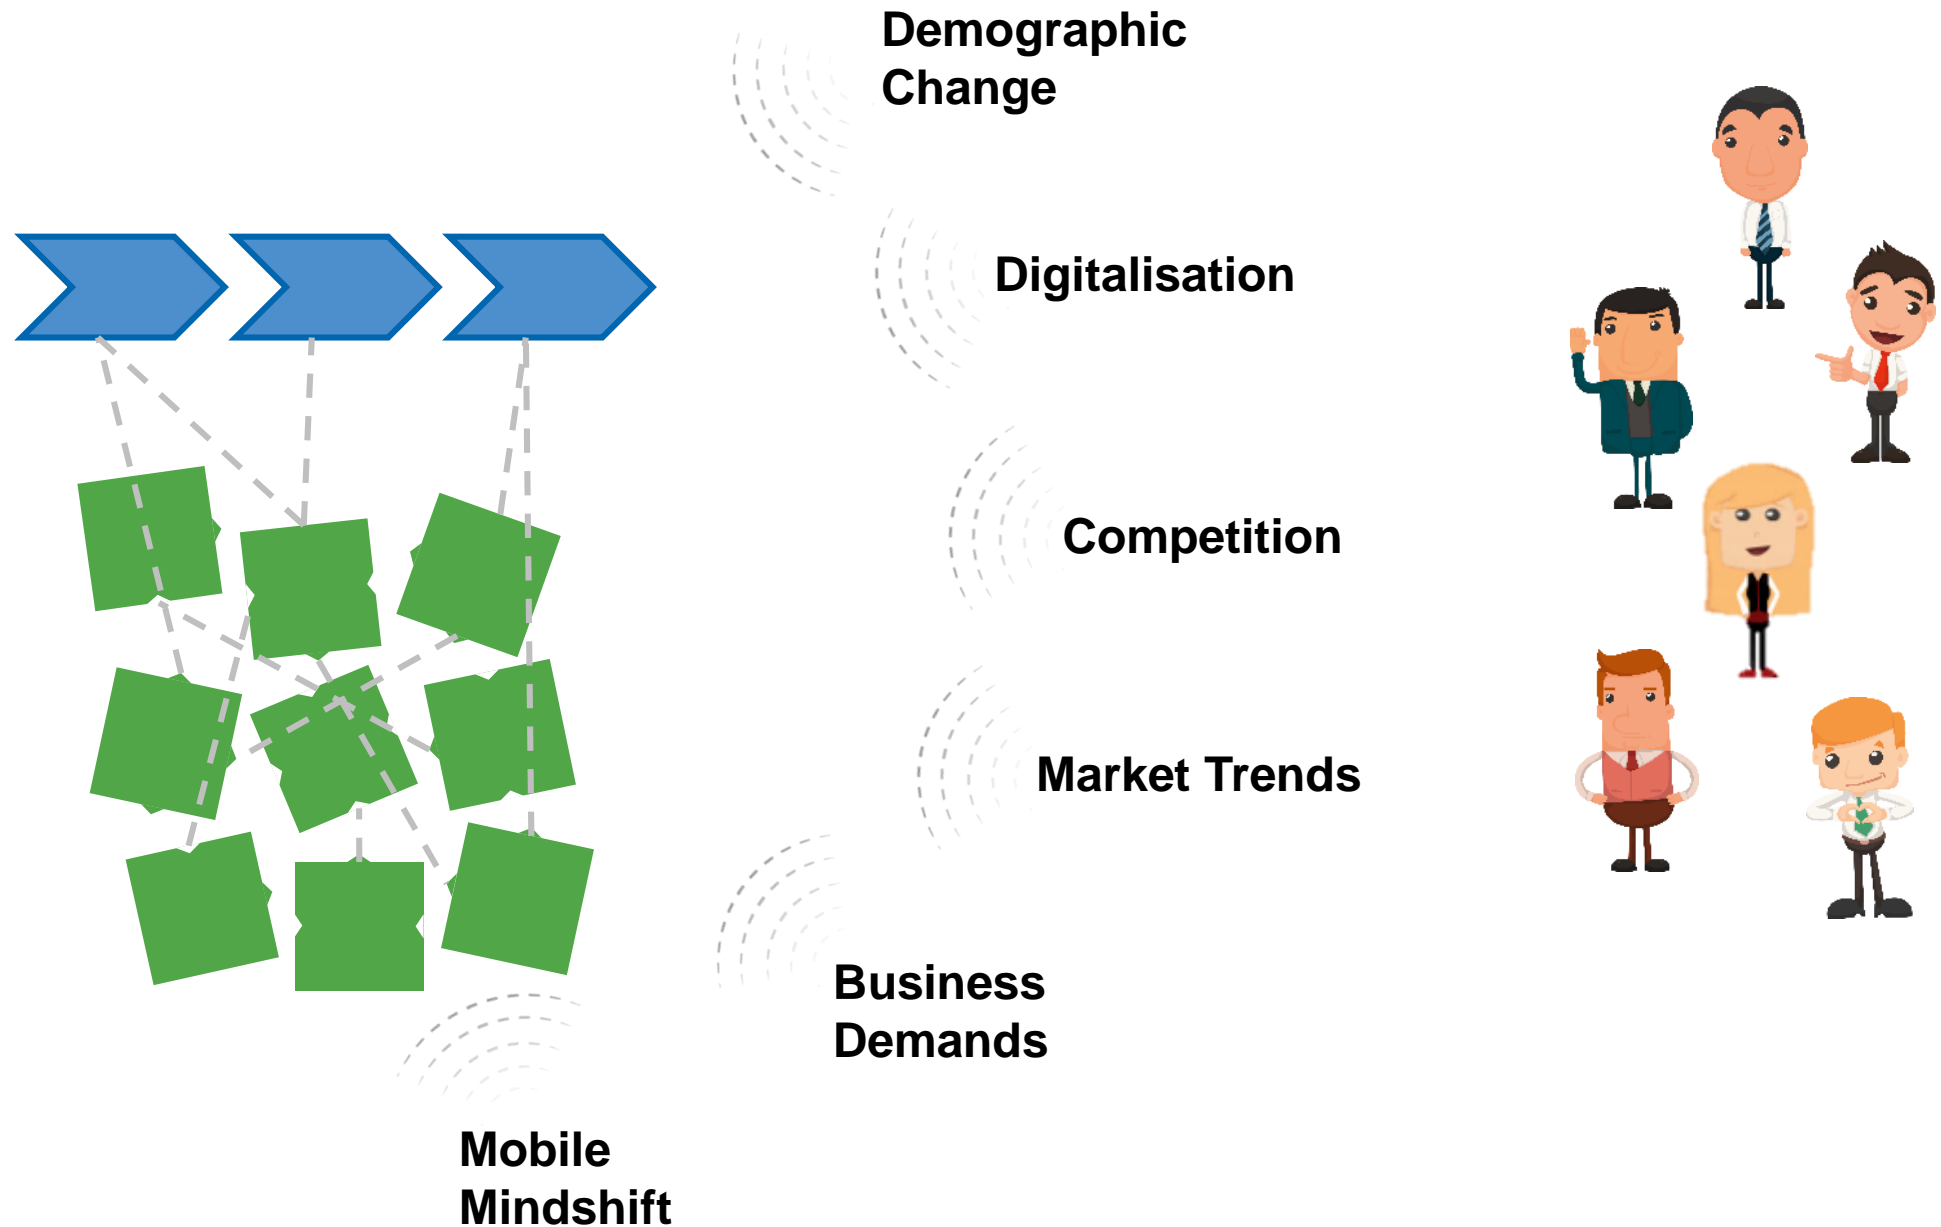 Demographic
Change
Digitalisation
Competition
Market Trends
Business
Demands
Mobile
Mindshift